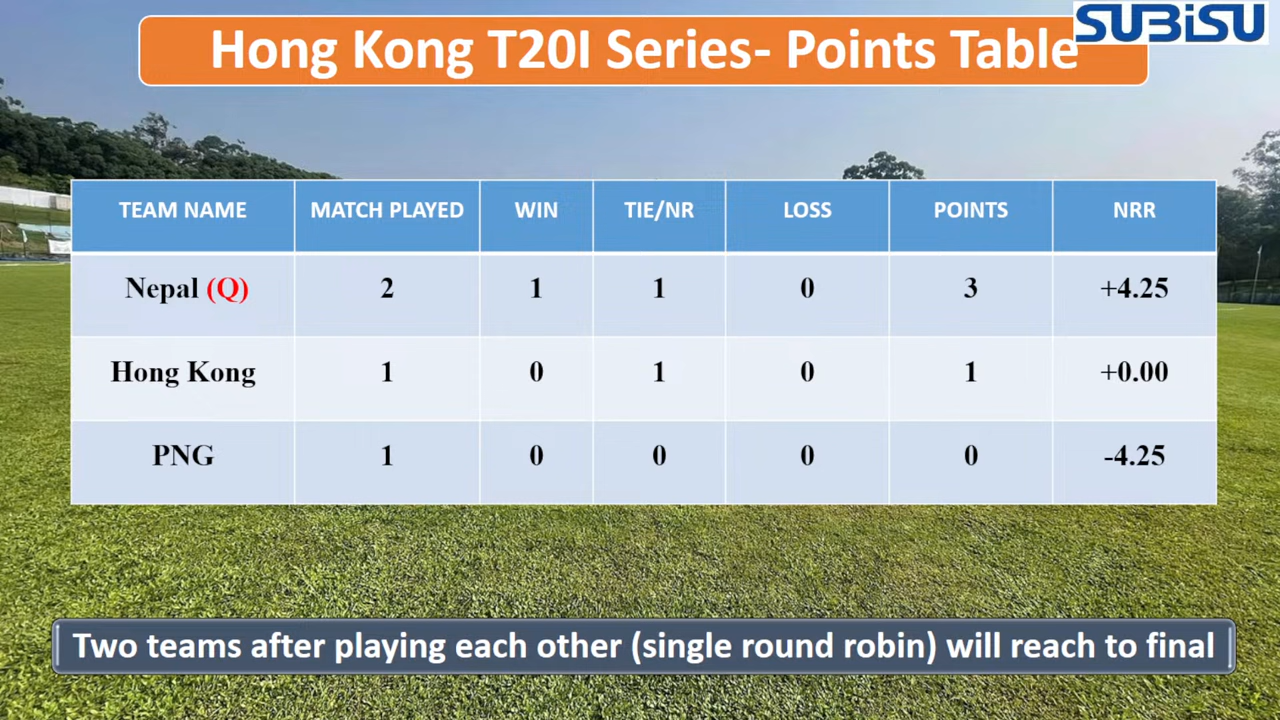 Hong Kong T20I Series- Points Table
SUBiSU
TEAM NAME MATCH PLAYED WIN TIE/NR LOSS POINTS NRR
Nepal (Q) 2 1 1 0 3 +4.25
Hong Kong 1 0 1 0 1 +0.00
PNG 1 0 0 0 0 -4.25
Two teams after playing each other (single round robin) will reach to final